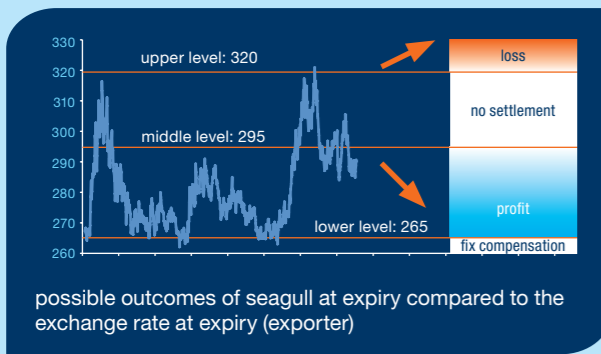 330
upper level: 320
loss
320
310
no settlement
300
middle level: 295
290
280
profit
270
lower level: 265
260
fix compensation
possible outcomes of seagull at expiry compared to the
exchange rate at expiry (exporter)